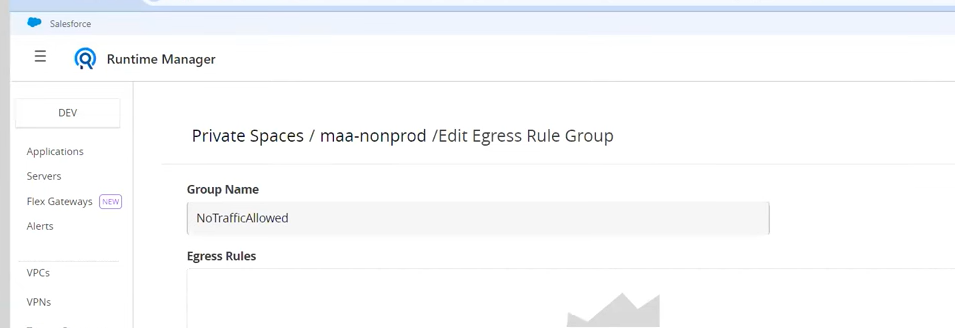 Salesforce
Runtime Manager
DEV
Applications
Servers
Flex Gateways NEW
Alerts
VPCs
VPNs
Private Spaces / maa-nonprod /Edit Egress Rule Group
Group Name
NoTrafficAllowed
Egress Rules